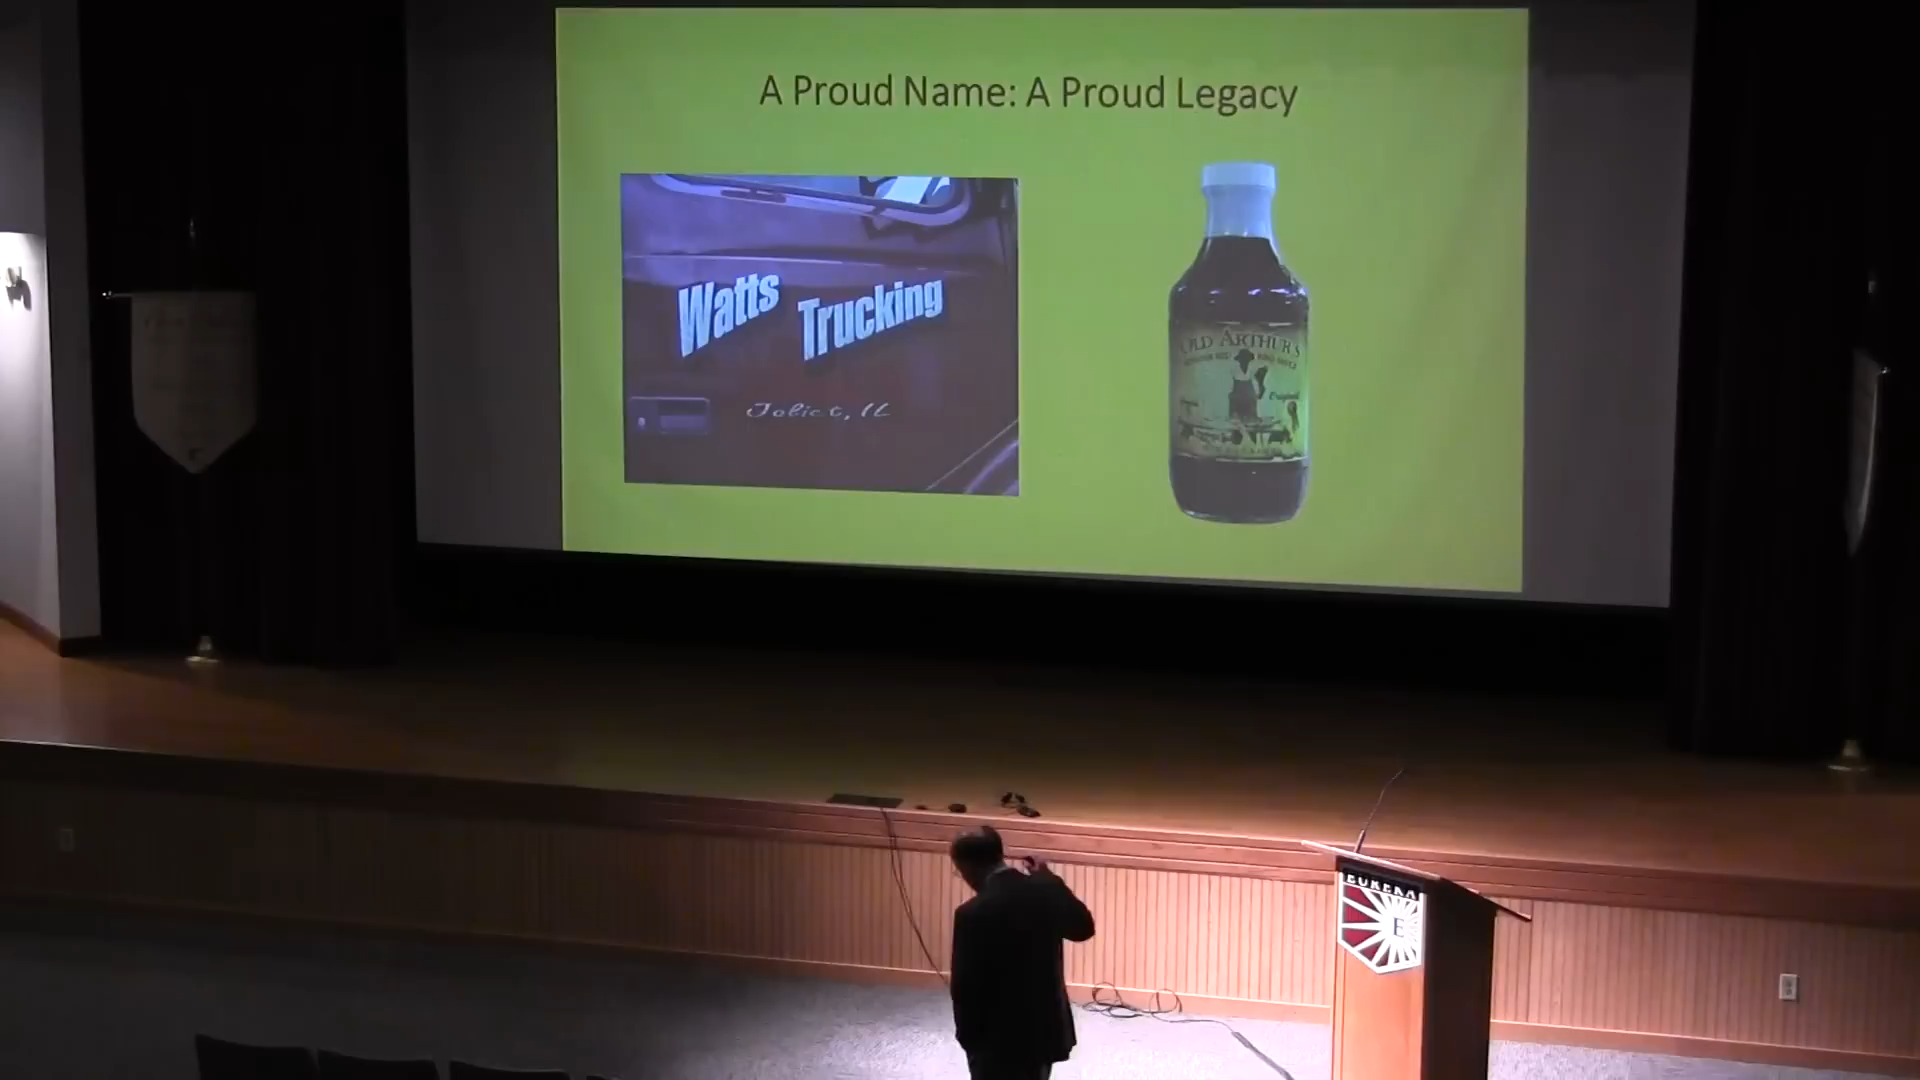 A Proud Name: A Proud Legacy
Watts Trucking
Joliet, IL
OLD ARTHUR'S
Original
EUREKA
E